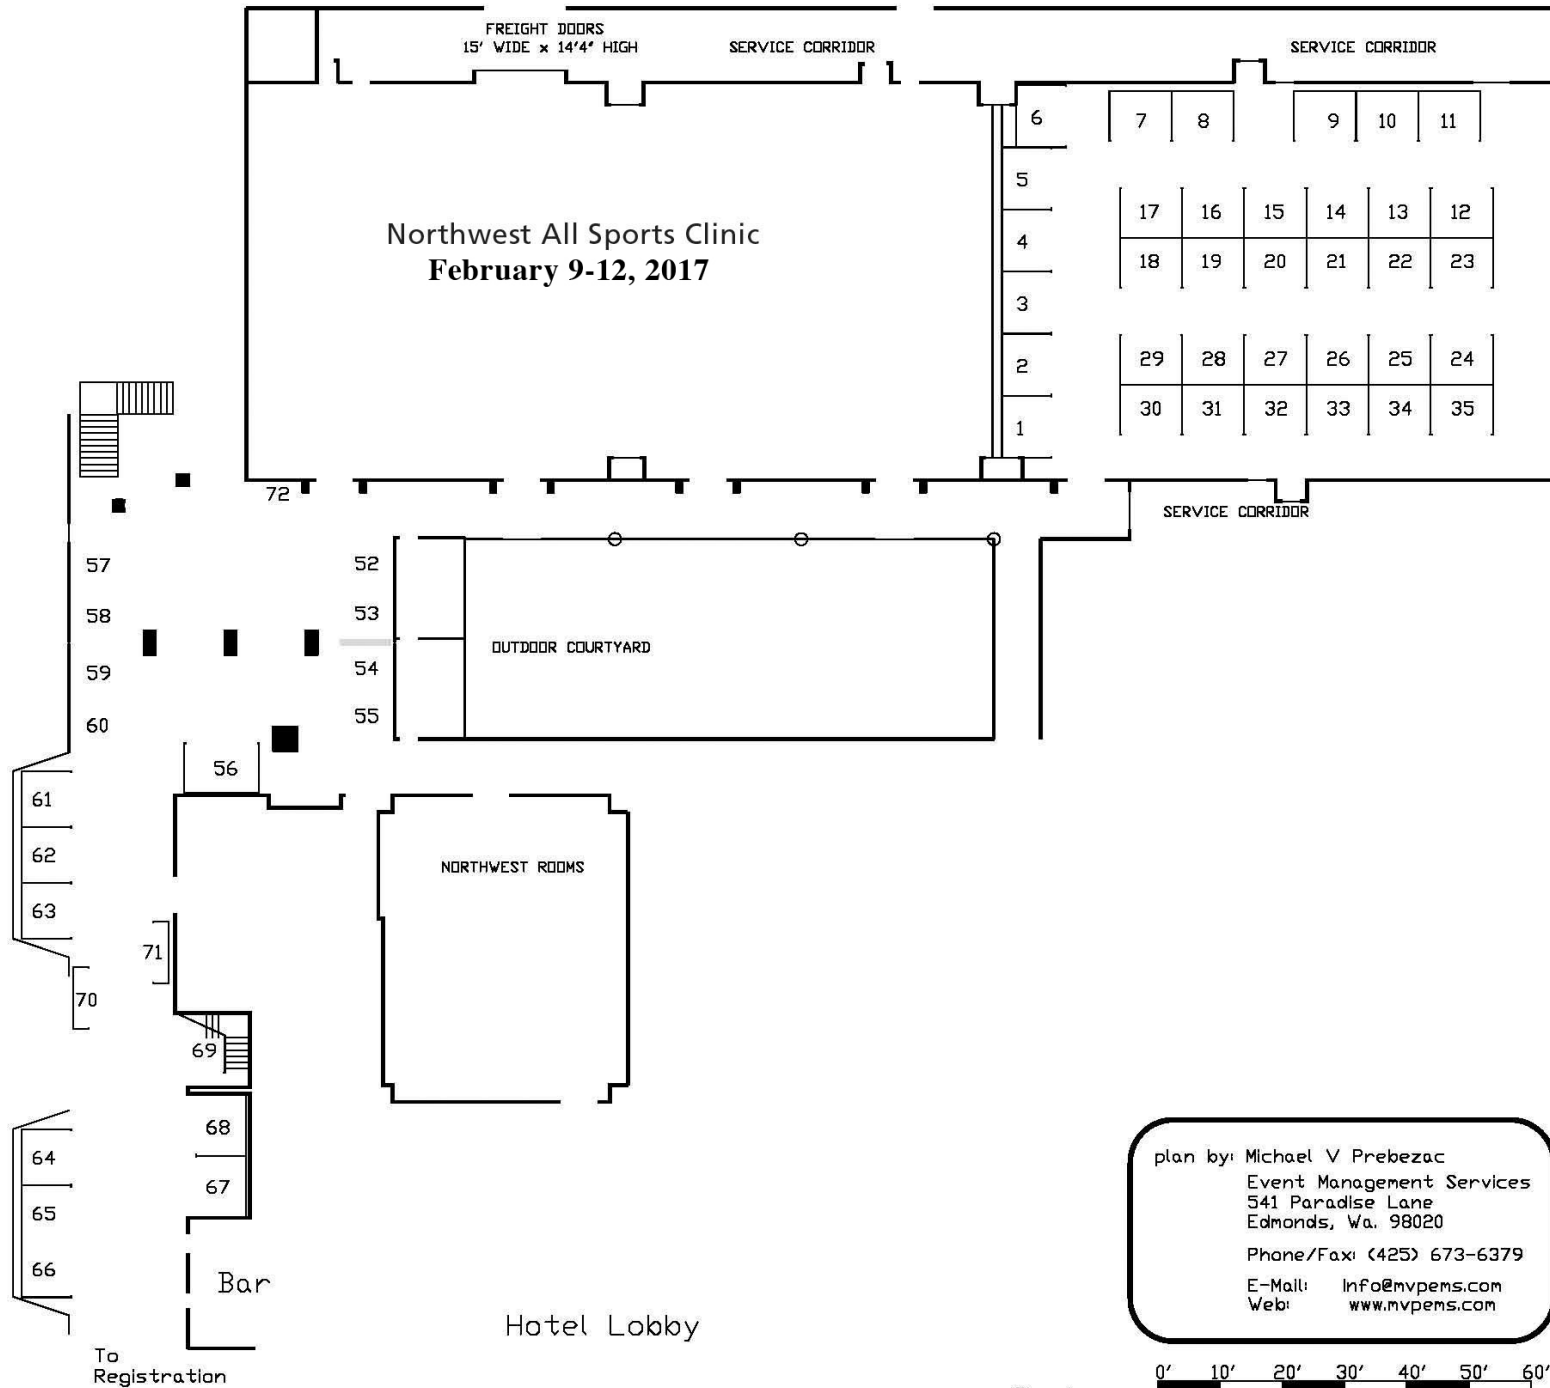 FREIGHT DOORS
15' WIDE x 14'4" HIGH
SERVICE CORRIDOR
SERVICE CORRIDOR
6
7 8 9 10 11
5
17 16 15 14 13 12
Northwest All Sports Clinic
February 9-12, 2017
4
18 19 20 21 22 23
3
2
29 28 27 26 25 24
1
30 31 32 33 34 35
72
SERVICE CORRIDOR
57
52
58
53
OUTDOOR COURTYARD
59
54
60
55
56
61
62
NORTHWEST ROOMS
63
71
70
69
68
64
67
65
66
Bar
Hotel Lobby
To
Registration
plan by: Michael V Prebezac
Event Management Services
541 Paradise Lane
Edmonds, Wa. 98020
Phone/Fax: (425) 673-6379
E-Mail: Info@mvpems.com
Web: www.mvpems.com
0' 10' 20' 30' 40' 50' 60'